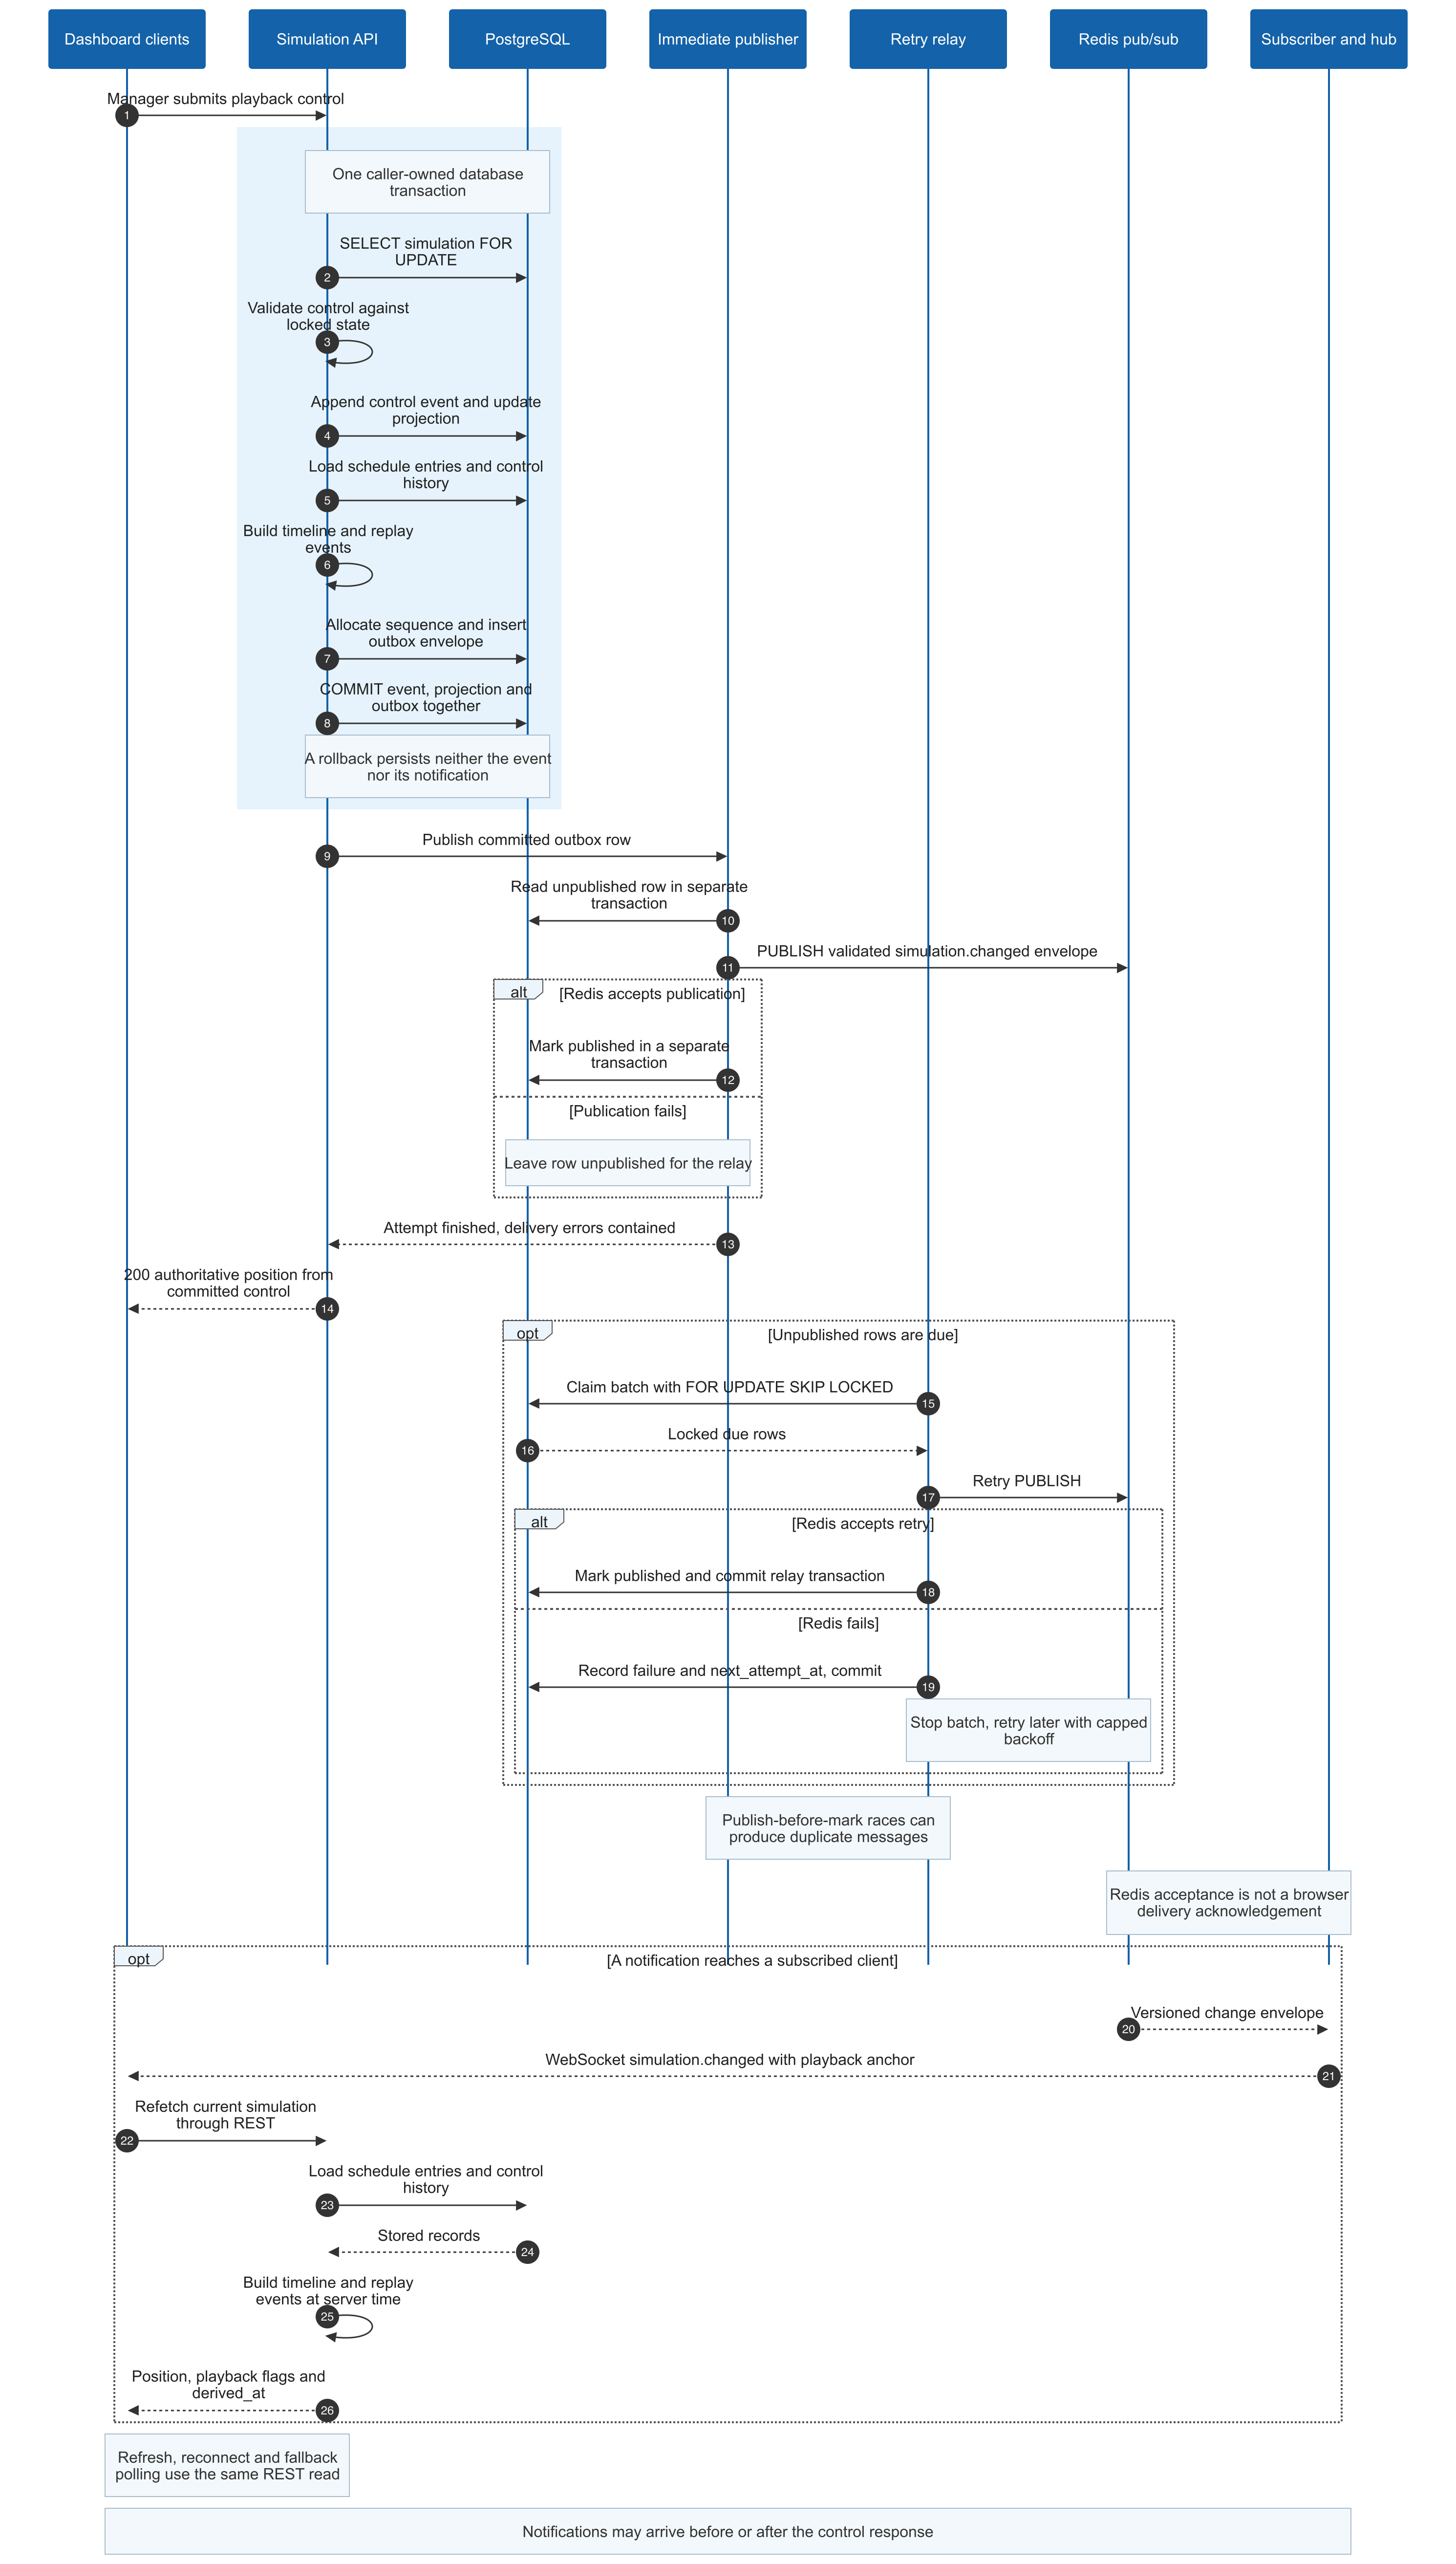 Dashboard clients
Simulation API
PostgreSQL
Immediate publisher
Retry relay
Redis pub/sub
Subscriber and hub
Manager submits playback control
1
One caller-owned database
transaction
SELECT simulation FOR
UPDATE
2
Validate control against
locked state
3
Append control event and update
projection
4
Load schedule entries and control
history
5
Build timeline and replay
events
6
Allocate sequence and insert
outbox envelope
7
COMMIT event, projection and
outbox together
8
A rollback persists neither the event
nor its notification
Publish committed outbox row
9
Read unpublished row in separate
transaction
10
PUBLISH validated simulation.changed envelope
11
alt
[Redis accepts publication]
Mark published in a separate
transaction
12
[Publication fails]
Leave row unpublished for the relay
Attempt finished, delivery errors contained
13
200 authoritative position from
committed control
14
opt
[Unpublished rows are due]
Claim batch with FOR UPDATE SKIP LOCKED
15
Locked due rows
16
Retry PUBLISH
17
alt
[Redis accepts retry]
Mark published and commit relay transaction
18
[Redis fails]
Record failure and next_attempt_at, commit
19
Stop batch, retry later with capped
backoff
Publish-before-mark races can
produce duplicate messages
Redis acceptance is not a browser
delivery acknowledgement
opt
[A notification reaches a subscribed client]
Versioned change envelope
20
WebSocket simulation.changed with playback anchor
21
Refetch current simulation
through REST
22
Load schedule entries and control
history
23
Stored records
24
Build timeline and replay
events at server time
25
Position, playback flags and
derived_at
26
Refresh, reconnect and fallback
polling use the same REST read
Notifications may arrive before or after the control response